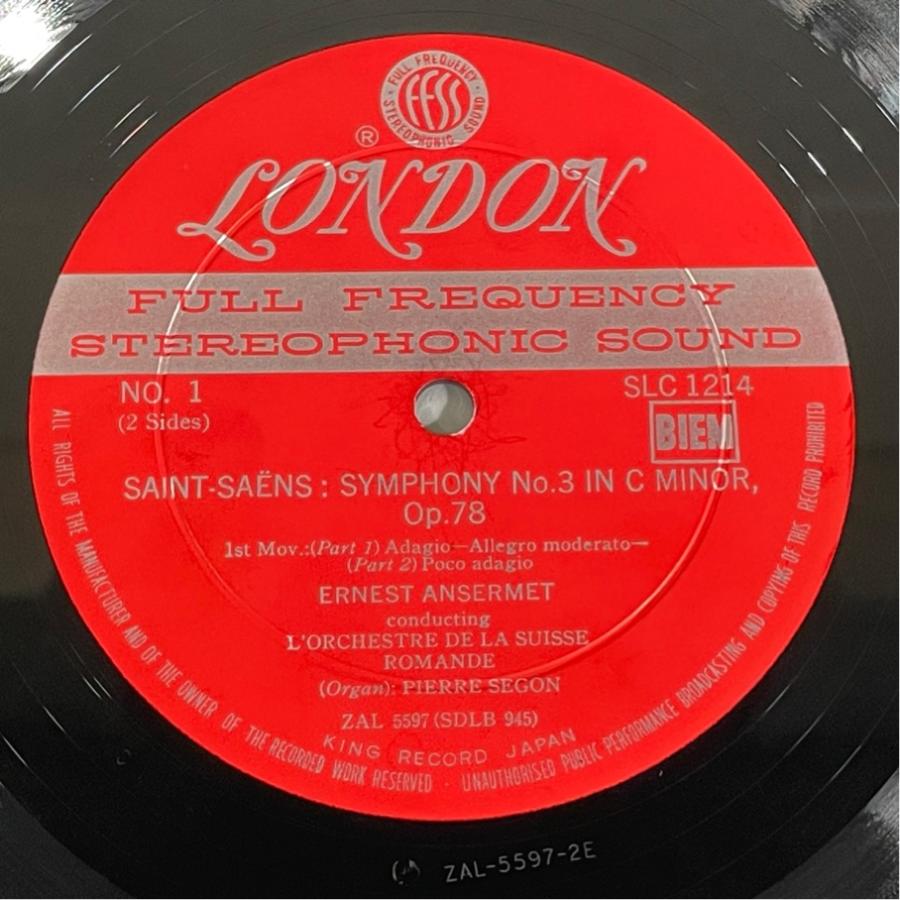 FULL FREQUENCY
FFSS
STEREOPHONIC SOUND
®
LONDON
FULL FREQUENCY
STEREOPHONIC SOUND
NO. 1
SLC 1214
(2 Sides)
BIEM
SAINT-SAËNS : SYMPHONY No.3 IN C MINOR,
Op.78
1st Mov.:(Part 1) Adagio—Allegro moderato—
(Part 2) Poco adagio
ERNEST ANSERMET
conducting
L'ORCHESTRE DE LA SUISSE
ROMANDE
(Organ): PIERRE SEGON
ZAL 5597 (SDLB 945)
KING RECORD JAPAN
ALL RIGHTS OF THE MANUFACTURER AND OF THE OWNER OF THE RECORDED WORK RESERVED · UNAUTHORISED PUBLIC PERFORMANCE BROADCASTING AND COPYING OF THIS RECORD PROHIBITED
ZAL-5597-2E